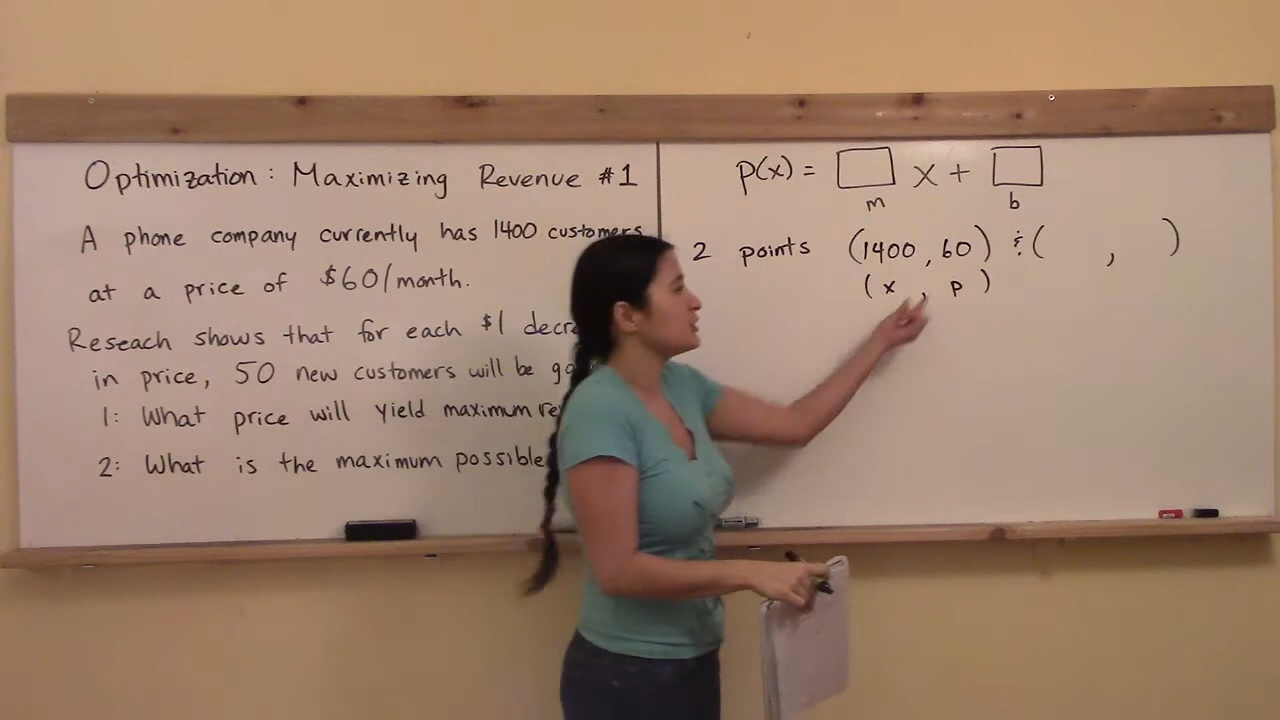 Optimization: Maximizing Revenue #1
A phone company currently has 1400 customers
at a price of $60/month.
Reseach shows that for each $1 decre
in price, 50 new customers will be ga
1: What price will yield maximum re
2: What is the maximum possible
p(x) = x +
m b
2 points (1400, 60) & ( , )
(x, p)